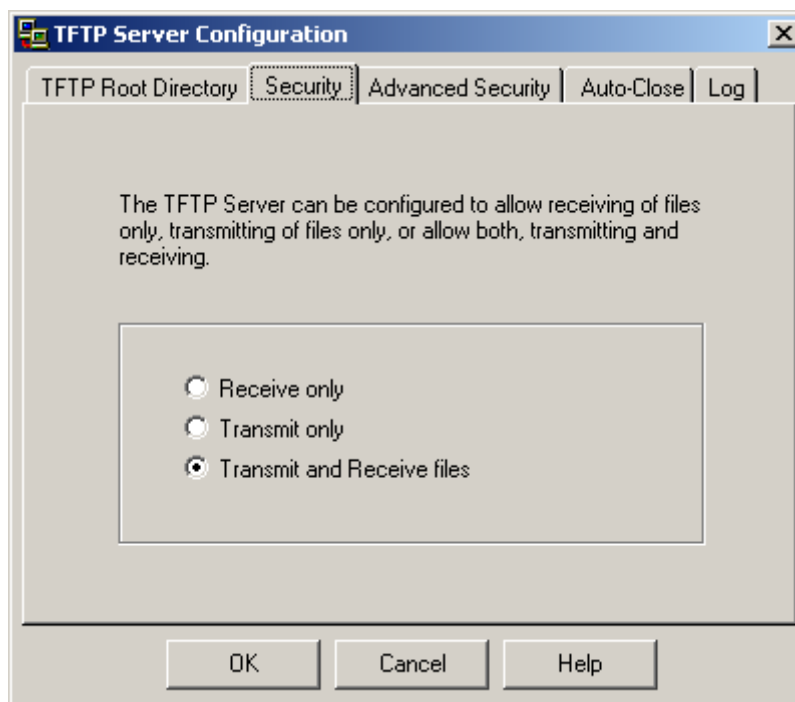 TFTP Server Configuration
TFTP Root Directory Security Advanced Security Auto-Close Log
The TFTP Server can be configured to allow receiving of files
only, transmitting of files only, or allow both, transmitting and
receiving.
Receive only
Transmit only
Transmit and Receive files
OK Cancel Help